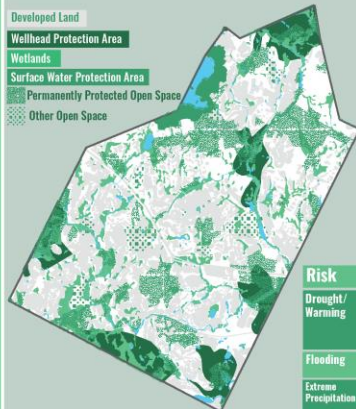 Developed Land
Wellhead Protection Area
Wetlands
Surface Water Protection Area
Permanently Protected Open Space
Other Open Space
Risk
Drought/
Warming
Flooding
Extreme
Precipitation